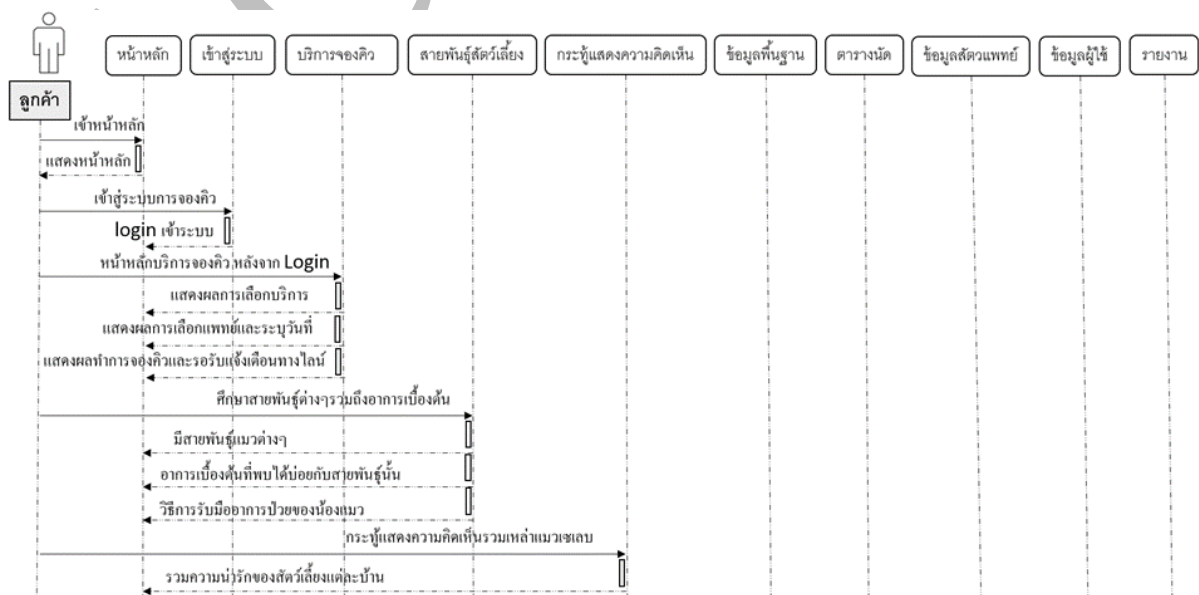 หน้าหลัก
เข้าสู่ระบบ
บริการจองคิว
สายพันธุ์สัตว์เลี้ยง
กระทู้แสดงความคิดเห็น
ข้อมูลพื้นฐาน
ตารางนัด
ข้อมูลสัตวแพทย์
ข้อมูลผู้ใช้
รายงาน
ลูกค้า
เข้าหน้าหลัก
แสดงหน้าหลัก
เข้าสู่ระบบการจองคิว
login เข้าระบบ
หน้าหลักบริการจองคิว หลังจาก Login
แสดงผลการเลือกบริการ
แสดงผลการเลือกแพทย์และระบุวันที่
แสดงผลทำการจองคิวและรอรับแจ้งเตือนทางไลน์
ศึกษาสายพันธุ์ต่างๆรวมถึงอาการเบื้องต้น
มีสายพันธุ์แมวต่างๆ
อาการเบื้องต้นที่พบได้บ่อยกับสายพันธุ์นั้น
วิธีการรับมืออาการป่วยของน้องแมว
กระทู้แสดงความคิดเห็นรวมเหล่าแมวเซเลบ
รวมความน่ารักของสัตว์เลี้ยงแต่ละบ้าน